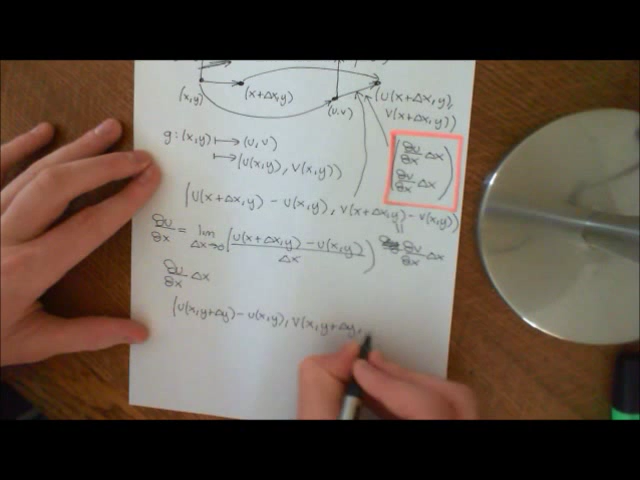 (x,y) (x+Δx,y) (u,v) (U(x+Δx,y),
V(x+Δx,y))
g:(x,y) ↦ (U,V)
↦ (U(x,y), V(x,y))
(∂U/∂x Δx
∂V/∂x Δx)
(U(x+Δx,y) - U(x,y), V(x+Δx,y) - V(x,y))
∂U/∂x = lim Δx→0 (U(x+Δx,y) - U(x,y) / Δx) ∂V/∂x Δx
∂U/∂x Δx
(U(x,y+Δy) - U(x,y), V(x,y+Δy,